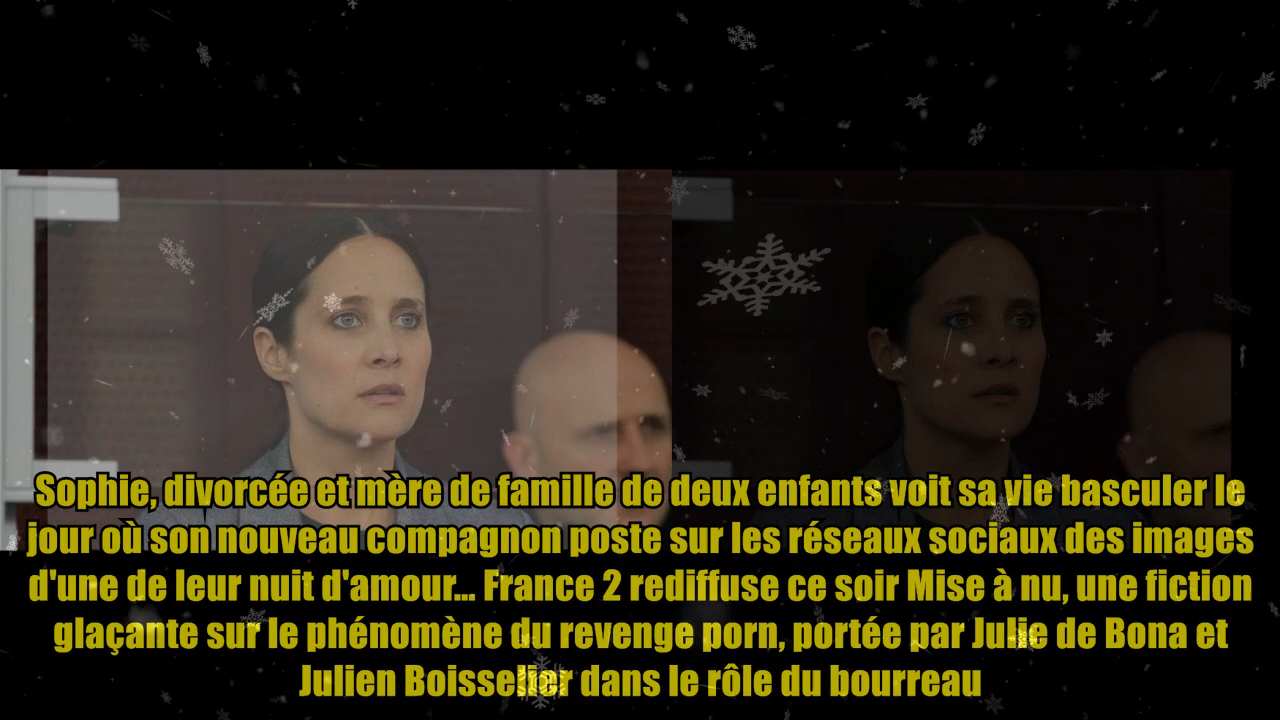 Sophie, divorcée et mère de famille de deux enfants voit sa vie basculer le
jour où son nouveau compagnon poste sur les réseaux sociaux des images
d'une de leur nuit d'amour... France 2 rediffuse ce soir Mise à nu, une fiction
glaçante sur le phénomène du revenge porn, portée par Julie de Bona et
Julien Boisselier dans le rôle du bourreau